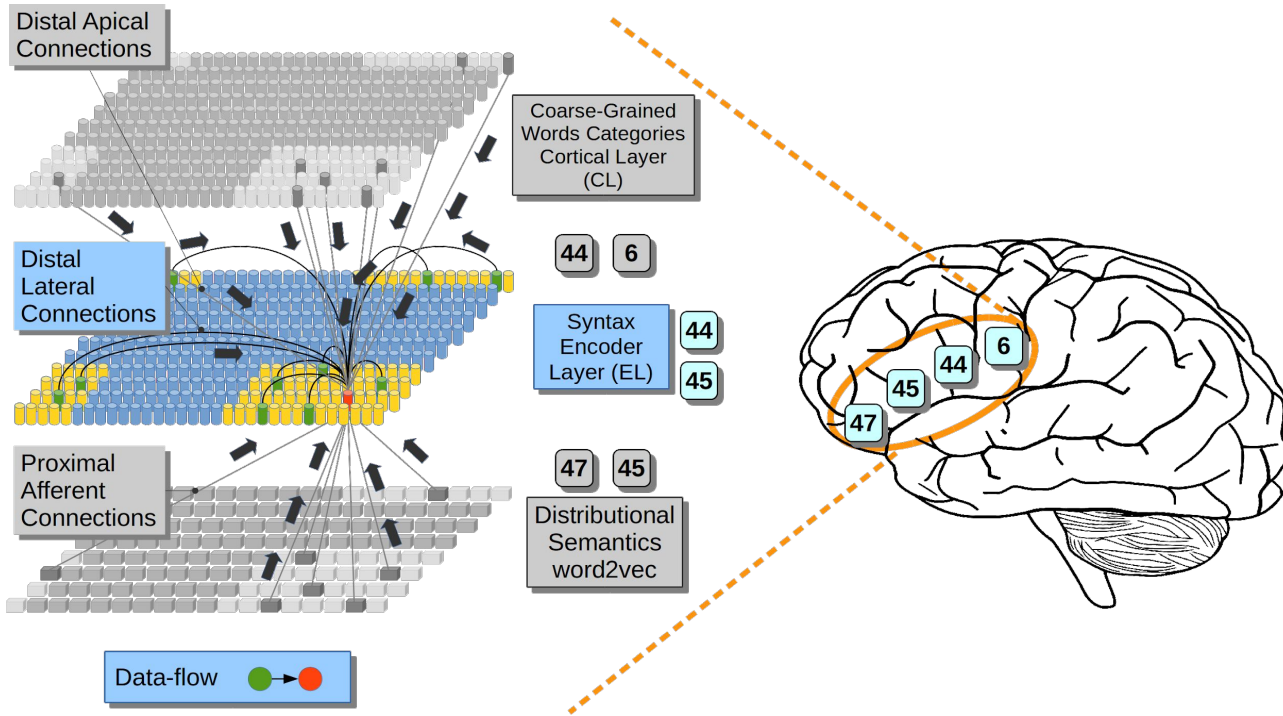 Distal Apical
Connections
Coarse-Grained
Words Categories
Cortical Layer
(CL)
44 6
Distal
Lateral
Connections
Syntax
Encoder
Layer (EL)
44
45
6
44
45
47
47 45
Proximal
Afferent
Connections
Distributional
Semantics
word2vec
Data-flow